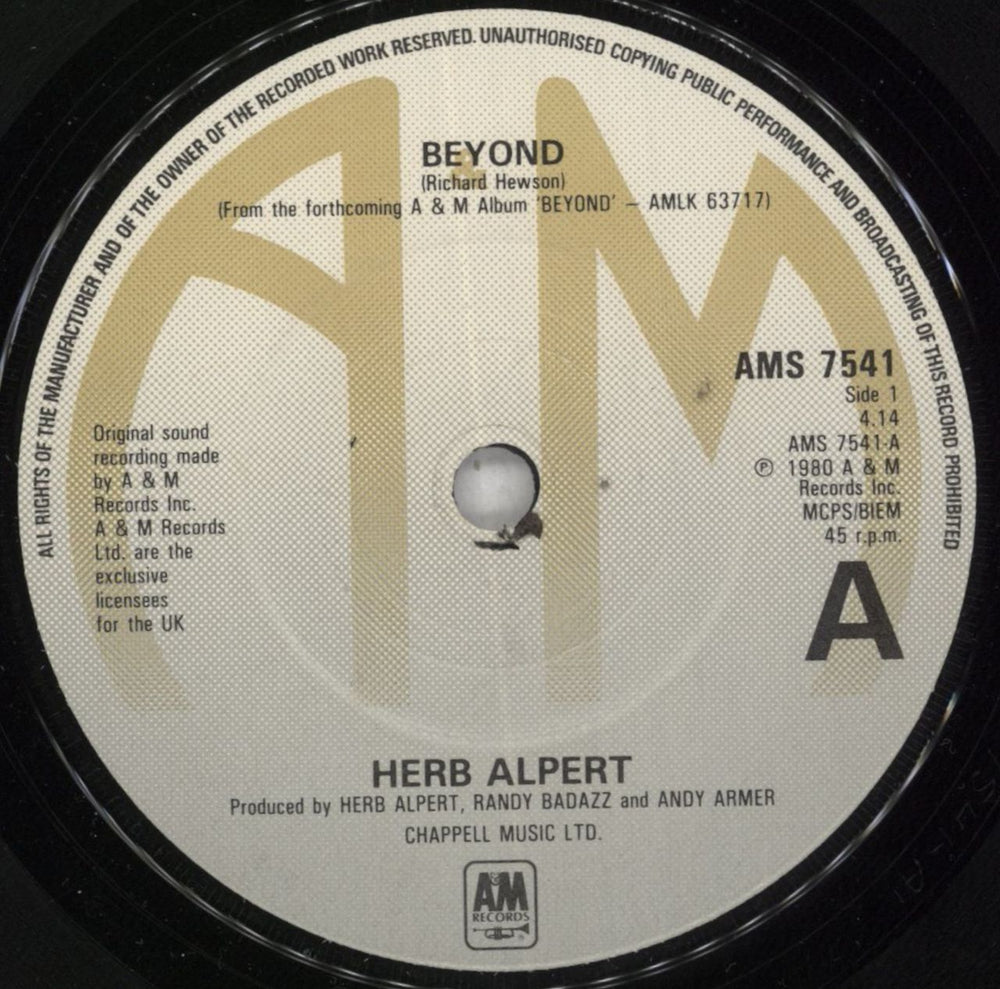 ALL RIGHTS OF THE MANUFACTURER AND OF THE OWNER OF THE RECORDED WORK RESERVED. UNAUTHORISED COPYING PUBLIC PERFORMANCE AND BROADCASTING OF THIS RECORD PROHIBITED
AM
BEYOND
(Richard Hewson)
(From the forthcoming A & M Album 'BEYOND' – AMLK 63717)
AMS 7541
Side 1
4.14
AMS 7541-A
℗ 1980 A & M
Records Inc.
MCPS/BIEM
45 r.p.m.
A
Original sound
recording made
by A & M
Records Inc.
A & M Records
Ltd. are the
exclusive
licensees
for the UK
HERB ALPERT
Produced by HERB ALPERT, RANDY BADAZZ and ANDY ARMER
CHAPPELL MUSIC LTD.
A&M
RECORDS